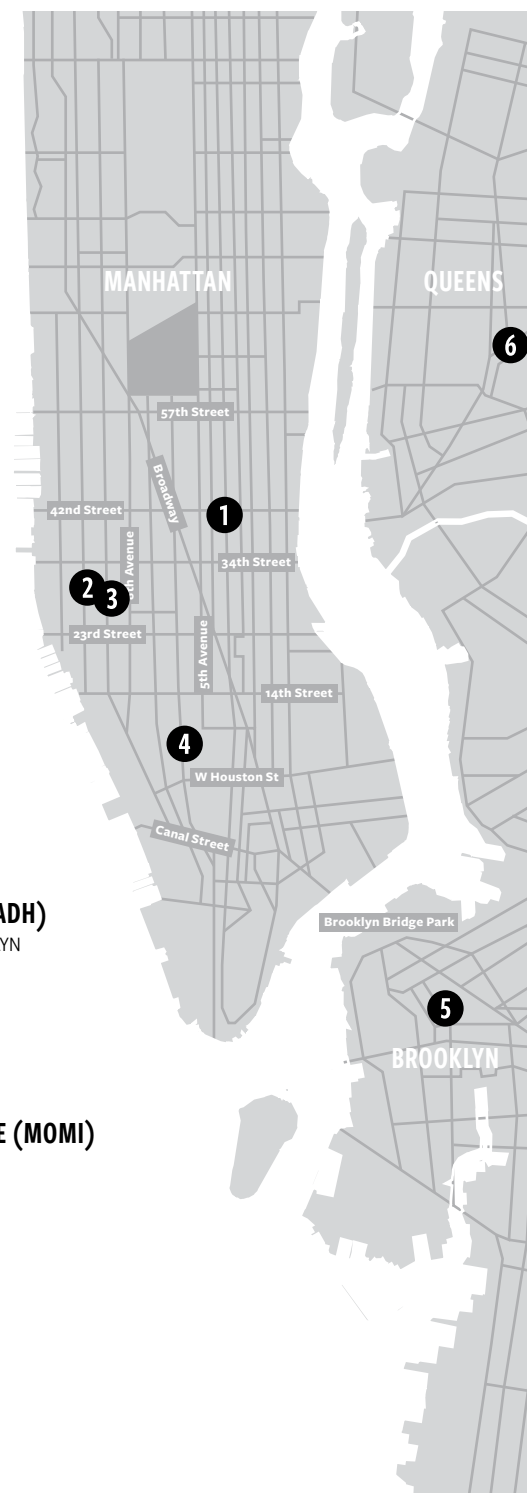 MANHATTAN
QUEENS
6
57th Street
Broadway
42nd Street
1
34th Street
2
3
Avenue
23rd Street
5th Avenue
14th Street
4
W Houston St
Canal Street
ADH)
YN
Brooklyn Bridge Park
5
BROOKLYN
E (MOMI)